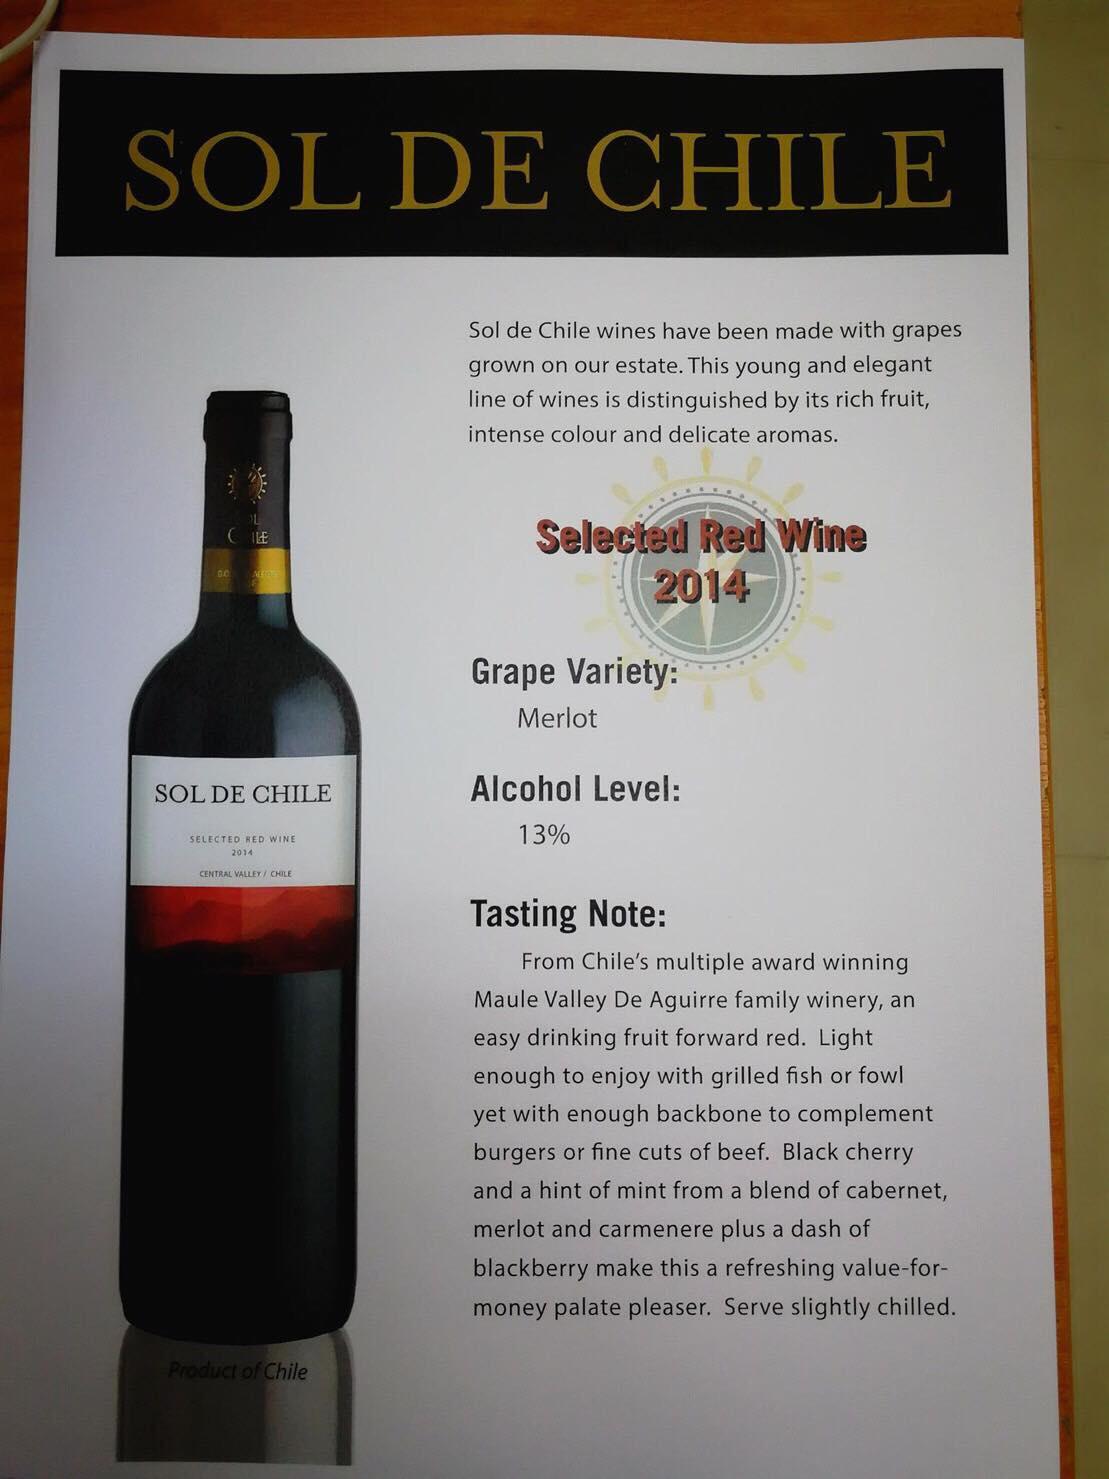 SOL DE CHILE
Sol de Chile wines have been made with grapes
grown on our estate. This young and elegant
line of wines is distinguished by its rich fruit,
intense colour and delicate aromas.
Selected Red Wine
2014
Grape Variety:
Merlot
Alcohol Level:
13%
Tasting Note:
From Chile's multiple award winning
Maule Valley De Aguirre family winery, an
easy drinking fruit forward red. Light
enough to enjoy with grilled fish or fowl
yet with enough backbone to complement
burgers or fine cuts of beef. Black cherry
and a hint of mint from a blend of cabernet,
merlot and carmenere plus a dash of
blackberry make this a refreshing value-for-
money palate pleaser. Serve slightly chilled.
SOL DE CHILE
SELECTED RED WINE
2014
CENTRAL VALLEY / CHILE
Product of Chile